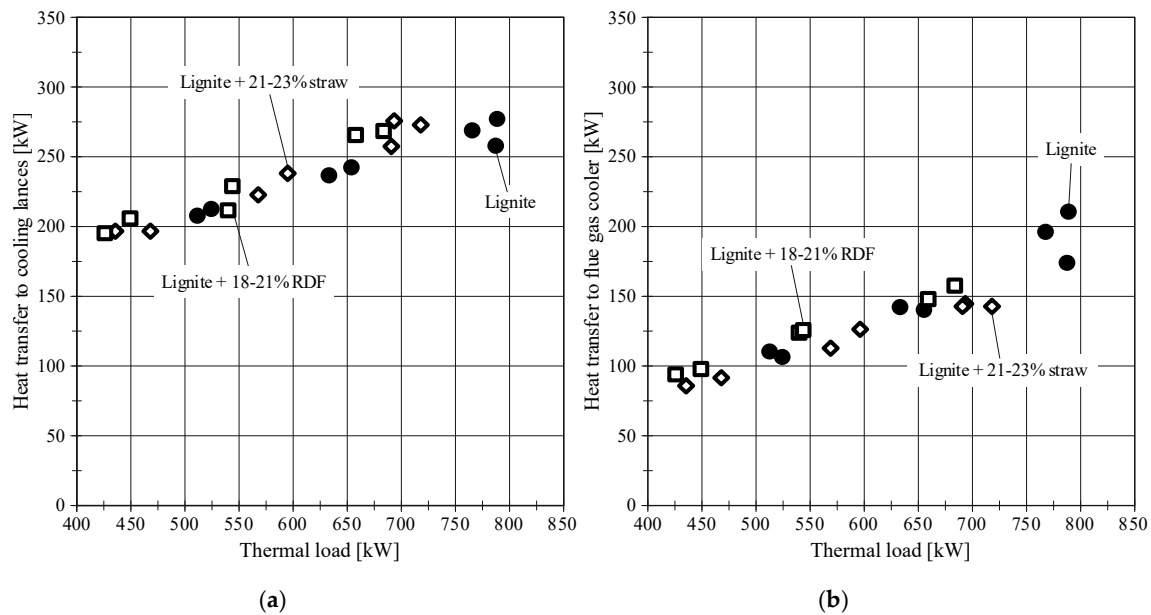 350
300
250
200
150
100
50
0
400 450 500 550 600 650 700 750 800 850
Heat transfer to cooling lances [kW]
Thermal load [kW]
Lignite + 21-23% straw
Lignite
Lignite + 18-21% RDF
(a)
350
300
250
200
150
100
50
0
400 450 500 550 600 650 700 750 800 850
Heat transfer to flue gas cooler [kW]
Thermal load [kW]
Lignite
Lignite + 18-21% RDF
Lignite + 21-23% straw
(b)